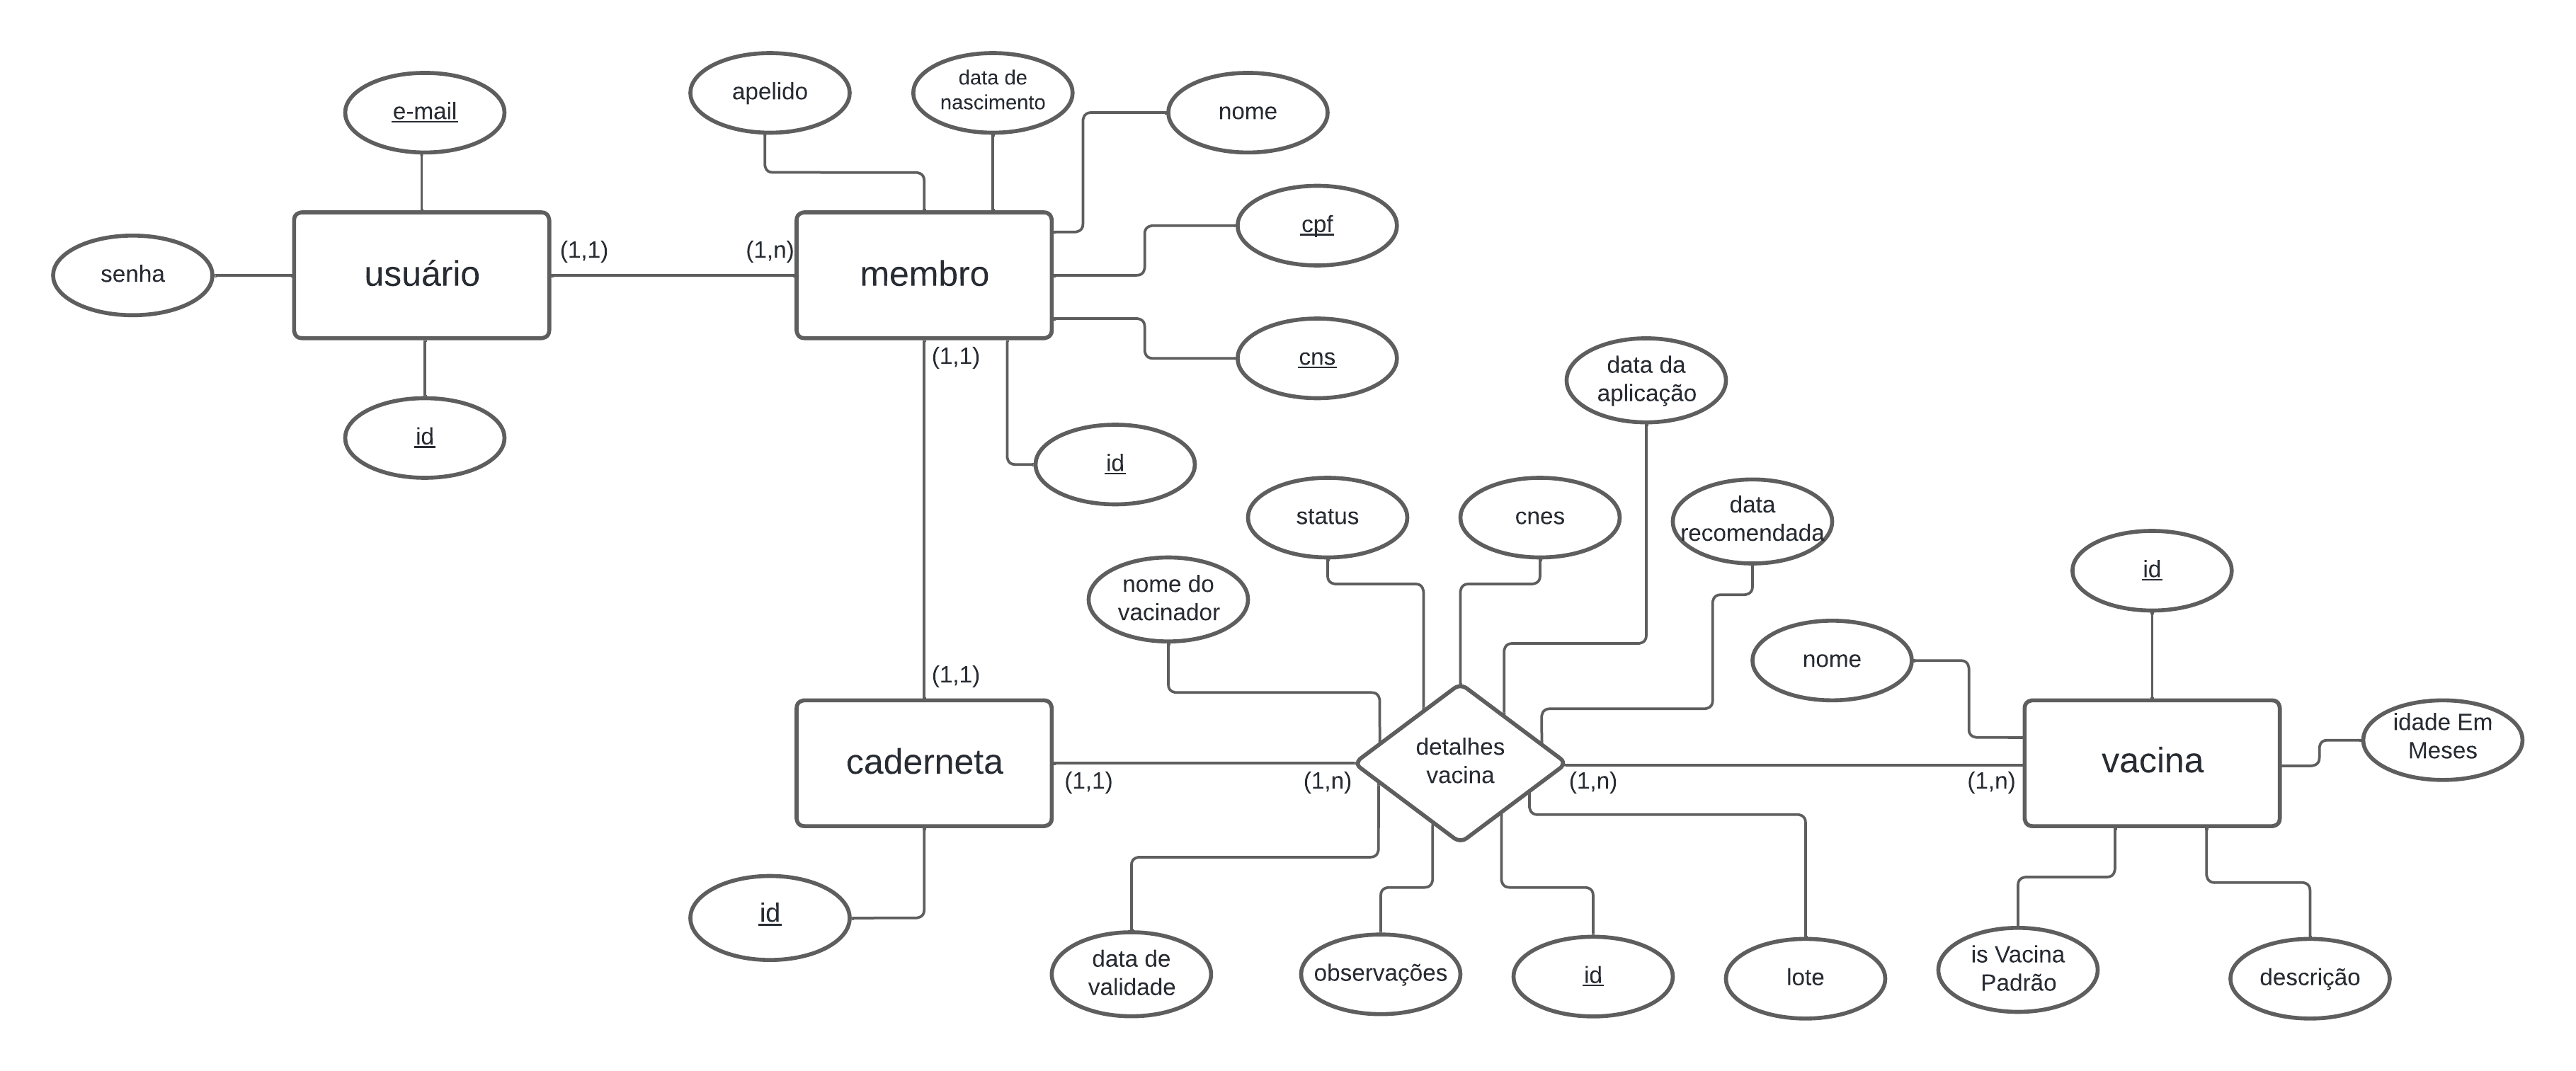 apelido
data de
nascimento
nome
e-mail
cpf
(1,1)
(1,n)
senha
usuário
membro
(1,1)
cns
data da
aplicação
id
id
status
cnes
data
recomendada
id
nome do
vacinador
nome
(1,1)
idade Em
Meses
detalhes
vacina
caderneta
vacina
(1,1)
(1,n)
(1,n)
(1,n)
id
data de
validade
observações
id
lote
is Vacina
Padrão
descrição